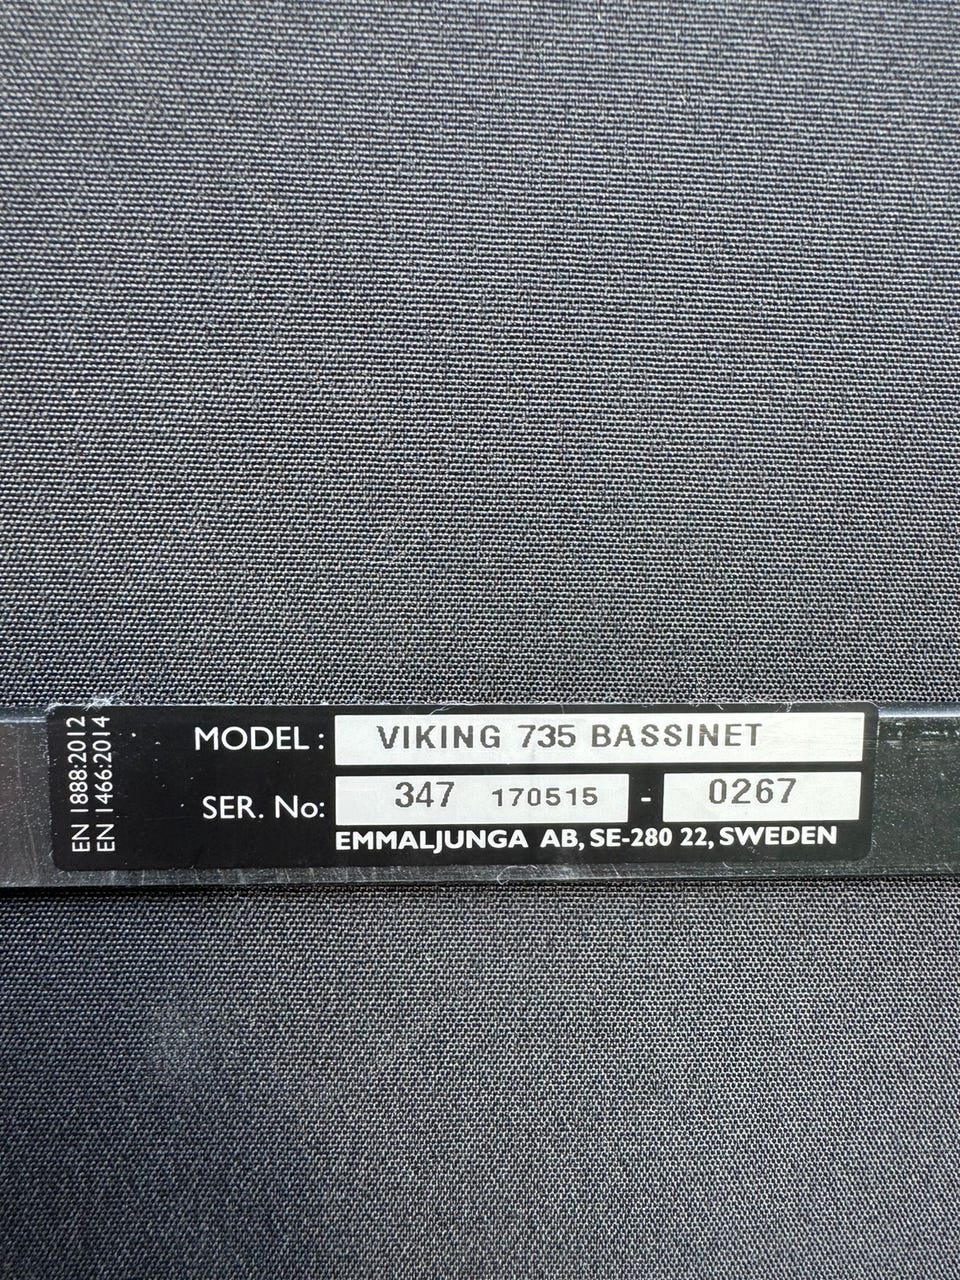 EN 1888:2012
EN 1466:2014
MODEL : VIKING 735 BASSINET
SER. No: 347 170515 - 0267
EMMALJUNGA AB, SE-280 22, SWEDEN